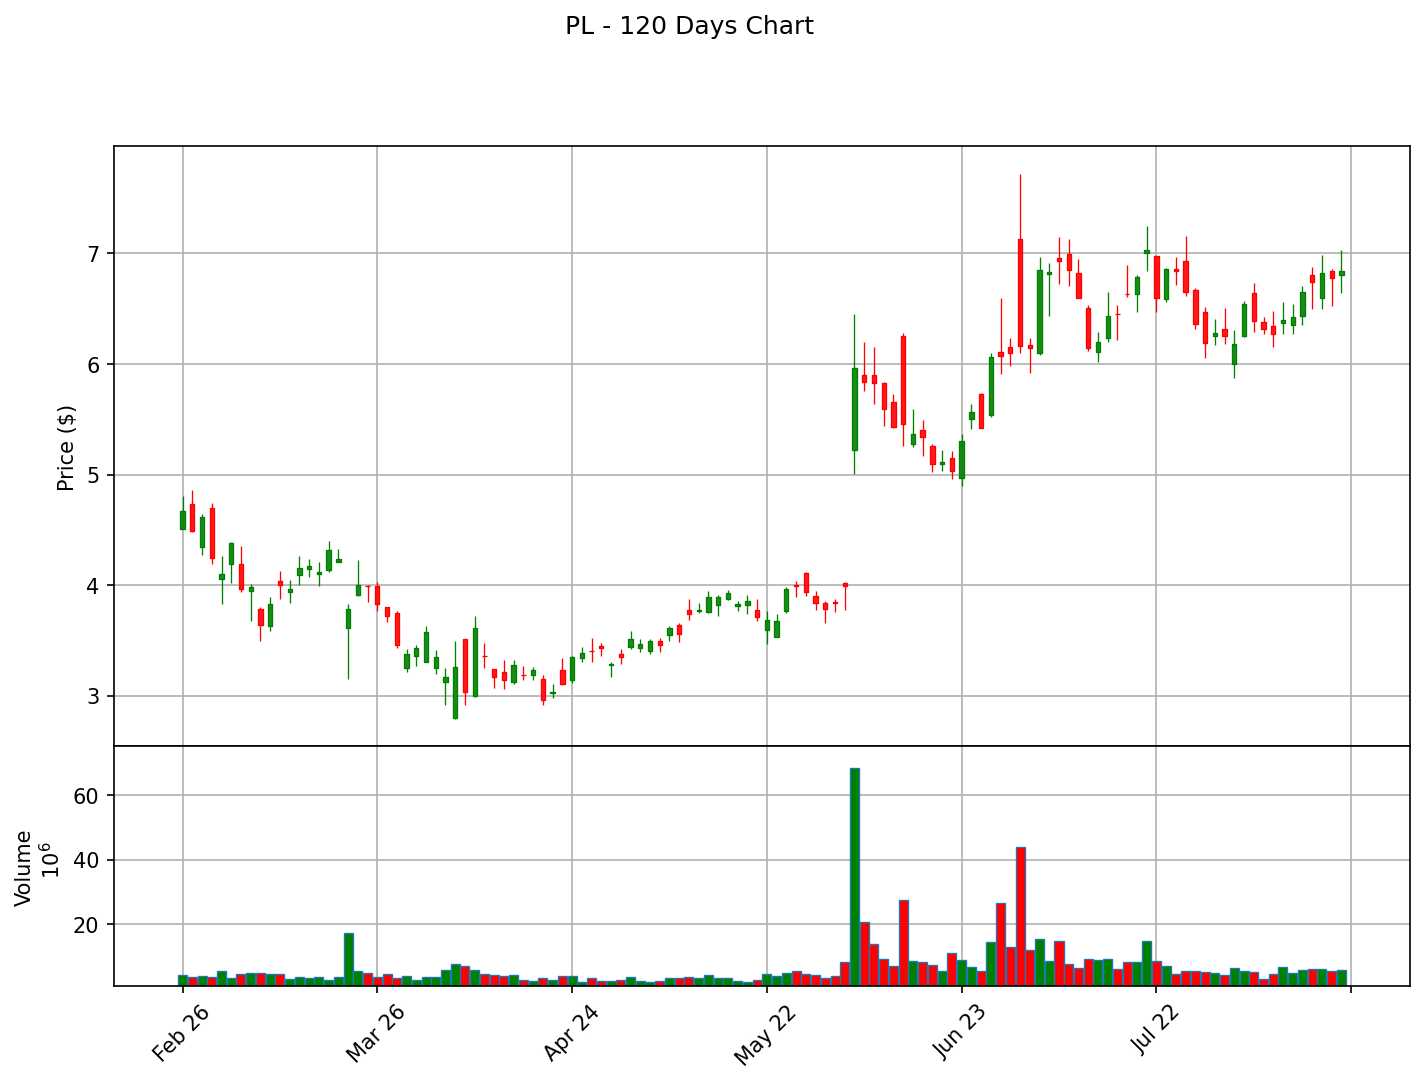 PL - 120 Days Chart
Price ($)
7
6
5
4
3
Volume
10^6
60
40
20
Feb 26
Mar 26
Apr 24
May 22
Jun 23
Jul 22